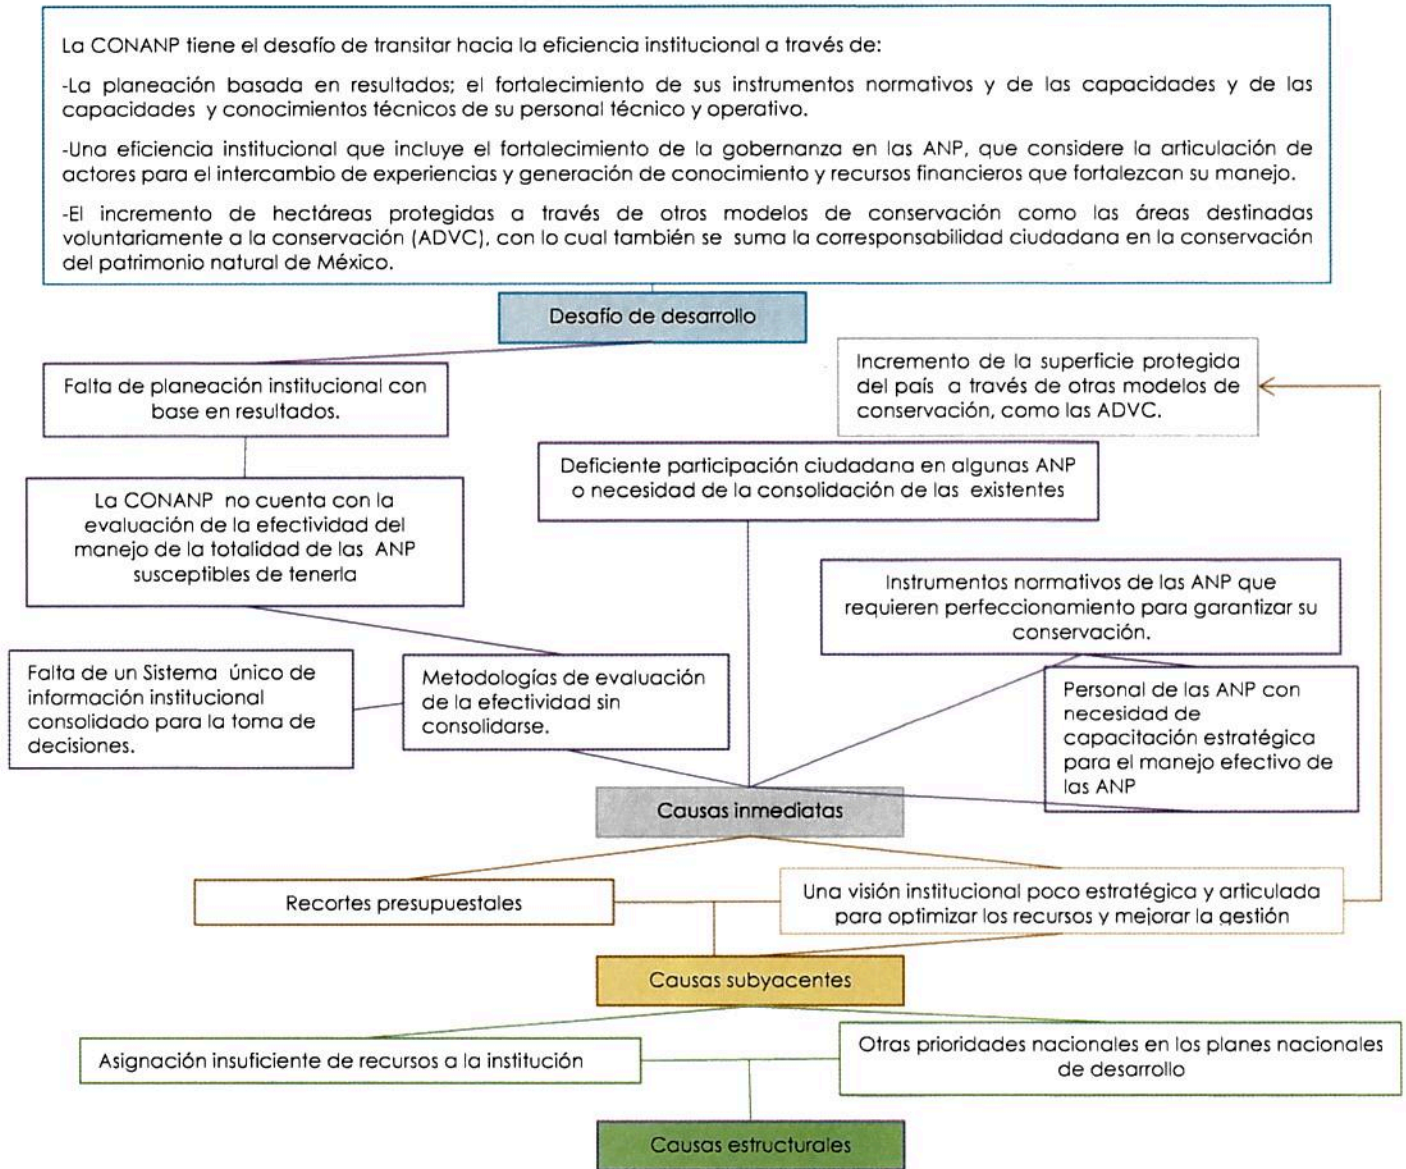 La CONANP tiene el desafío de transitar hacia la eficiencia institucional a través de:
-La planeación basada en resultados; el fortalecimiento de sus instrumentos normativos y de las capacidades y de las
capacidades y conocimientos técnicos de su personal técnico y operativo.
-Una eficiencia institucional que incluye el fortalecimiento de la gobernanza en las ANP, que considere la articulación de
actores para el intercambio de experiencias y generación de conocimiento y recursos financieros que fortalezcan su manejo.
-El incremento de hectáreas protegidas a través de otros modelos de conservación como las áreas destinadas
voluntariamente a la conservación (ADVC), con lo cual también se suma la corresponsabilidad ciudadana en la conservación
del patrimonio natural de México.
Desafío de desarrollo
Falta de planeación institucional con
base en resultados.
Incremento de la superficie protegida
del país a través de otras modelos de
conservación, como las ADVC.
Deficiente participación ciudadana en algunas ANP
o necesidad de la consolidación de las existentes
La CONANP no cuenta con la
evaluación de la efectividad del
manejo de la totalidad de las ANP
susceptibles de tenerla
Instrumentos normativos de las ANP que
requieren perfeccionamiento para garantizar su
conservación.
Falta de un Sistema único de
información institucional
consolidado para la toma de
decisiones.
Metodologías de evaluación
de la efectividad sin
consolidarse.
Personal de las ANP con
necesidad de
capacitación estratégica
para el manejo efectivo de
las ANP
Causas inmediatas
Recortes presupuestales
Una visión institucional poco estratégica y articulada
para optimizar los recursos y mejorar la gestión
Causas subyacentes
Asignación insuficiente de recursos a la institución
Otras prioridades nacionales en los planes nacionales
de desarrollo
Causas estructurales